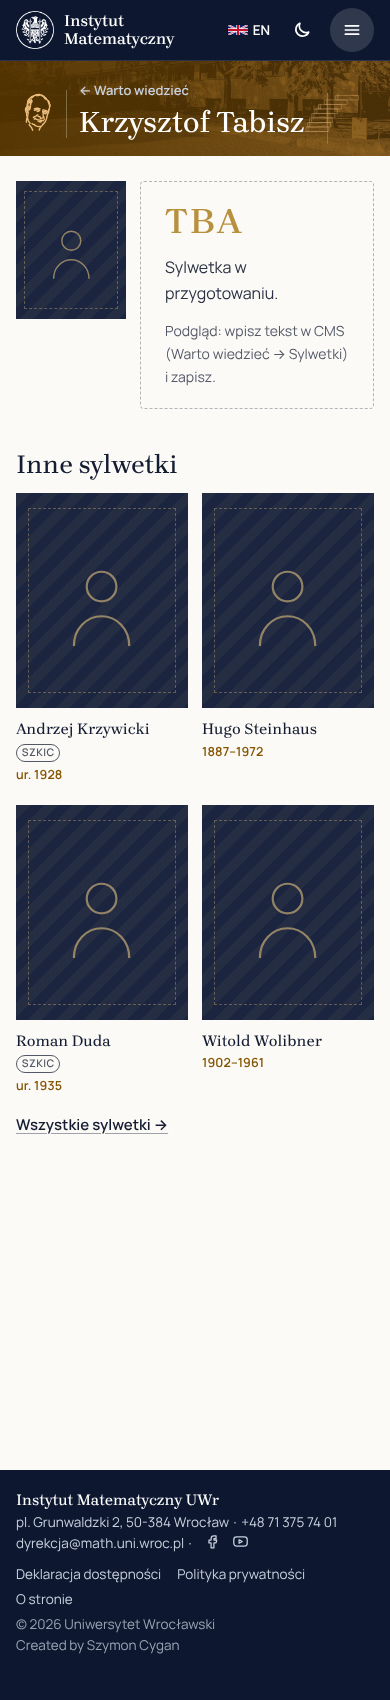 Instytut
Matematyczny
EN
← Warto wiedzieć
Krzysztof Tabisz
TBA
Sylwetka w
przygotowaniu.
Podgląd: wpisz tekst w CMS
(Warto wiedzieć → Sylwetki)
i zapisz.
Inne sylwetki
Andrzej Krzywicki
SZKIC
ur. 1928
Hugo Steinhaus
1887–1972
Roman Duda
SZKIC
ur. 1935
Witold Wolibner
1902–1961
Wszystkie sylwetki →
Instytut Matematyczny UWr
pl. Grunwaldzki 2, 50-384 Wrocław · +48 71 375 74 01
dyrekcja@math.uni.wroc.pl ·
Deklaracja dostępności Polityka prywatności
O stronie
© 2026 Uniwersytet Wrocławski
Created by Szymon Cygan